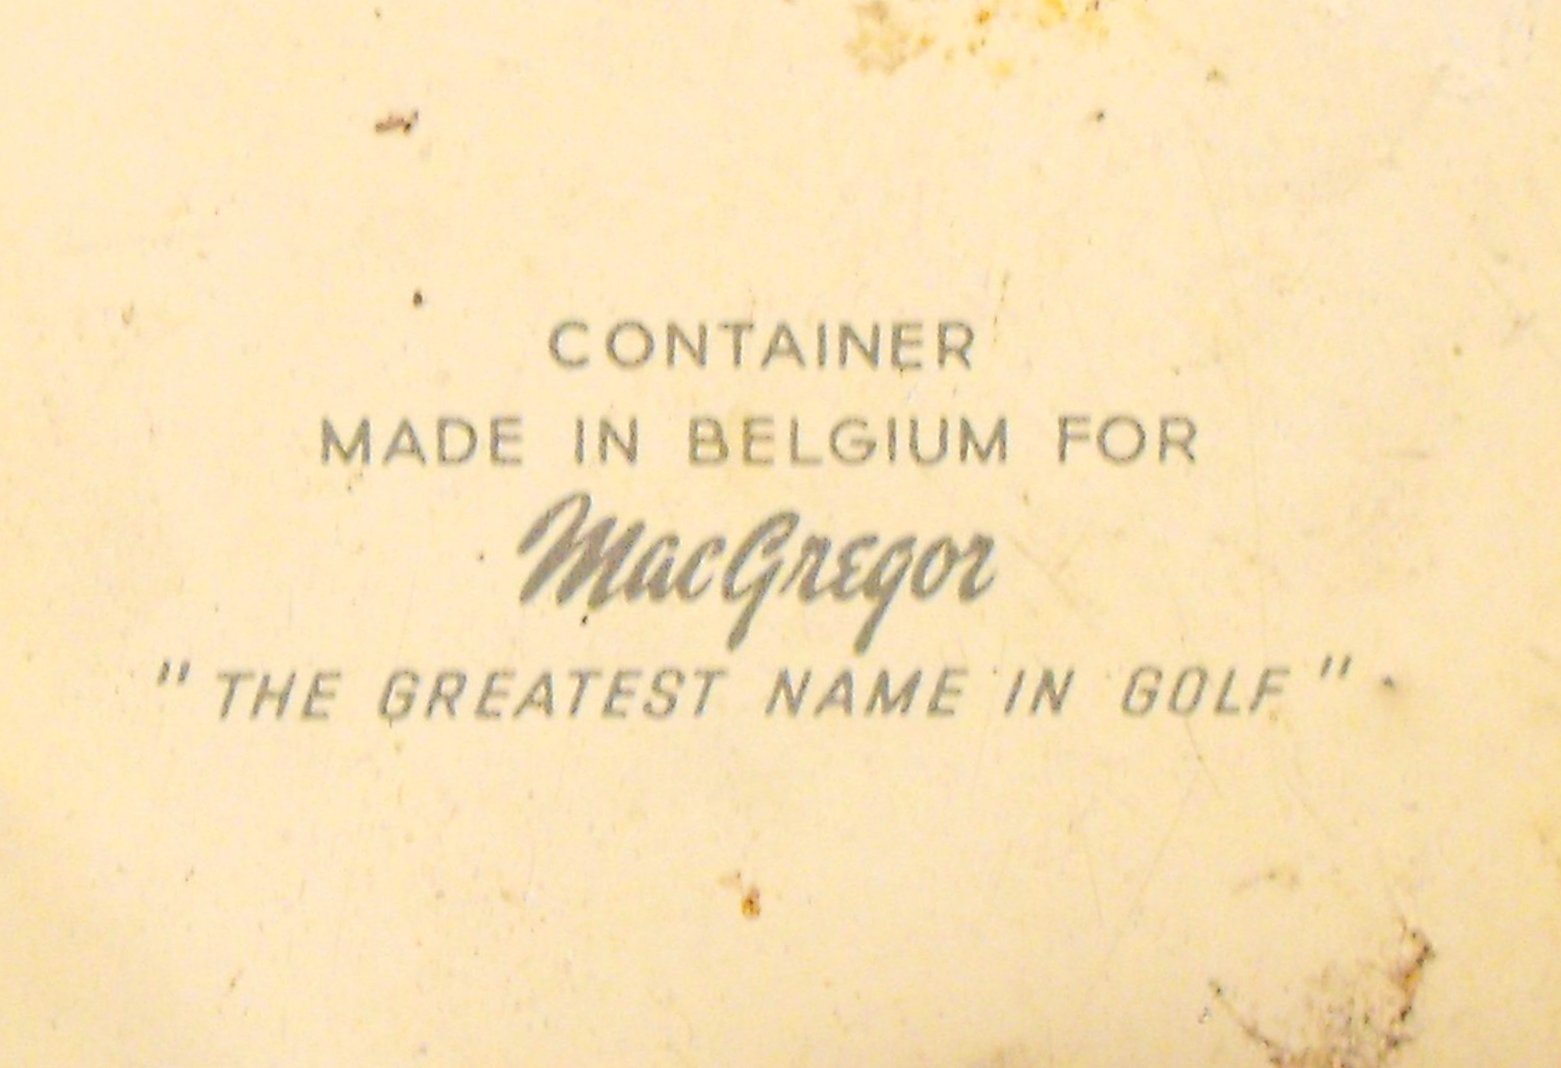 CONTAINER
MADE IN BELGIUM FOR
MacGregor
"THE GREATEST NAME IN GOLF"